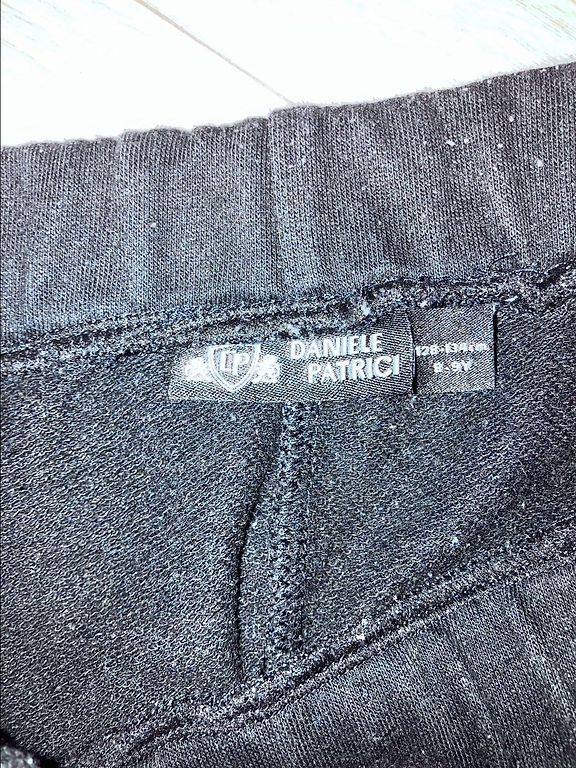 DP
DANIELE
PATRICI
128-134cm
8-9Y